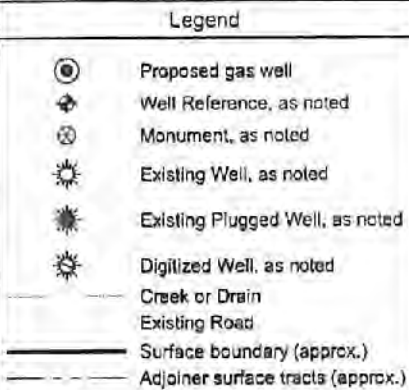 Legend
Proposed gas well
Well Reference, as noted
Monument, as noted
Existing Well, as noted
Existing Plugged Well, as noted
Digitized Well, as noted
Creek or Drain
Existing Road
Surface boundary (approx.)
Adjoiner surface tracts (approx.)